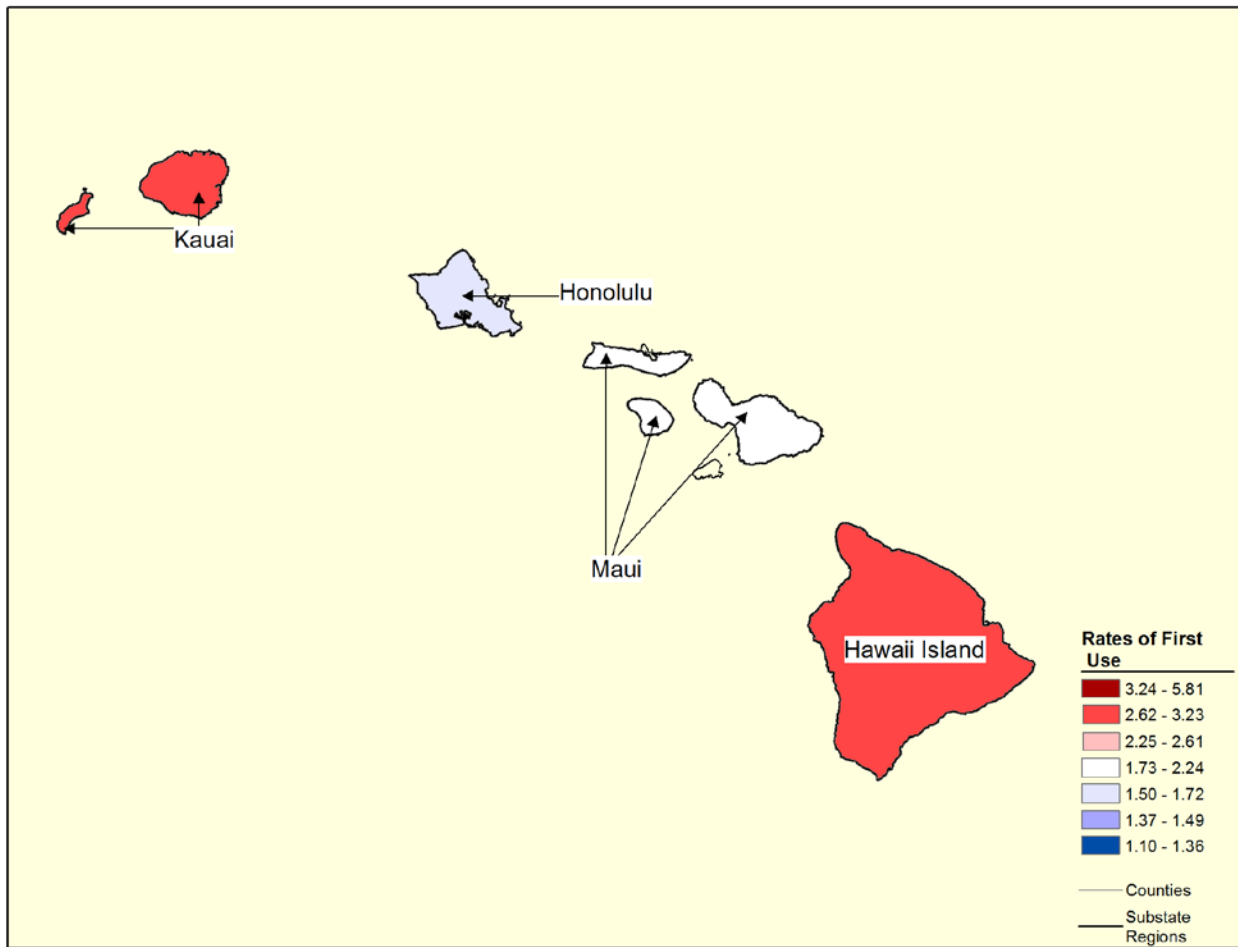 Kauai
Honolulu
Maui
Hawaii Island
Rates of First
Use
3.24 - 5.81
2.62 - 3.23
2.25 - 2.61
1.73 - 2.24
1.50 - 1.72
1.37 - 1.49
1.10 - 1.36
Counties
Substate
Regions